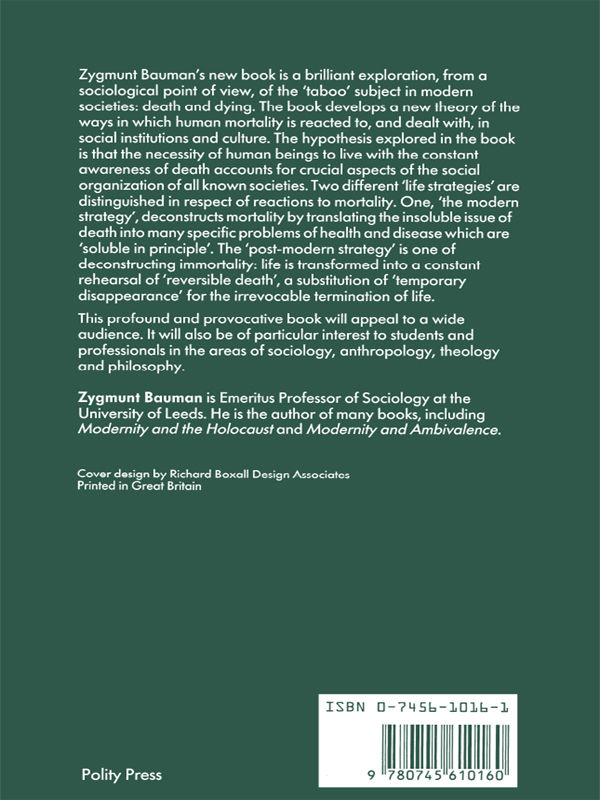 Zygmunt Bauman's new book is a brilliant exploration, from a
sociological point of view, of the 'taboo' subject in modern
societies: death and dying. The book develops a new theory of the
ways in which human mortality is reacted to, and dealt with, in
social institutions and culture. The hypothesis explored in the book
is that the necessity of human beings to live with the constant
awareness of death accounts for crucial aspects of the social
organization of all known societies. Two different 'life strategies' are
distinguished in respect of reactions to mortality. One, 'the modern
strategy', deconstructs mortality by translating the insoluble issue of
death into many specific problems of health and disease which are
'soluble in principle'. The 'post-modern strategy' is one of
deconstructing immortality: life is transformed into a constant
rehearsal of 'reversible death', a substitution of 'temporary
disappearance' for the irrevocable termination of life.
This profound and provocative book will appeal to a wide
audience. It will also be of particular interest to students and
professionals in the areas of sociology, anthropology, theology
and philosophy.
Zygmunt Bauman is Emeritus Professor of Sociology at the
University of Leeds. He is the author of many books, including
Modernity and the Holocaust and Modernity and Ambivalence.
Cover design by Richard Boxall Design Associates
Printed in Great Britain
ISBN 0-7456-1016-1
9 780745 610160
Polity Press